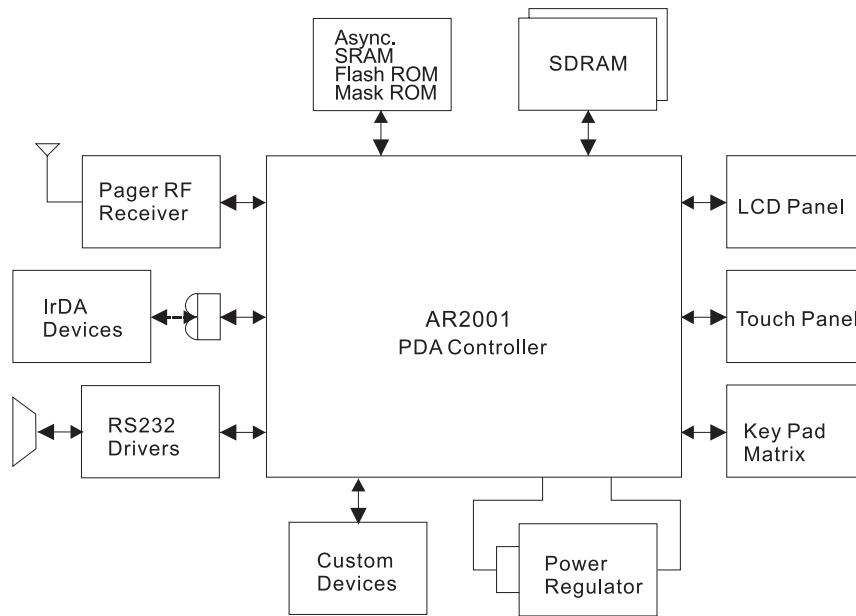 Async.
SRAM
Flash ROM
Mask ROM
SDRAM
Pager RF
Receiver
LCD Panel
IrDA
Devices
AR2001
PDA Controller
Touch Panel
RS232
Drivers
Key Pad
Matrix
Custom
Devices
Power
Regulator